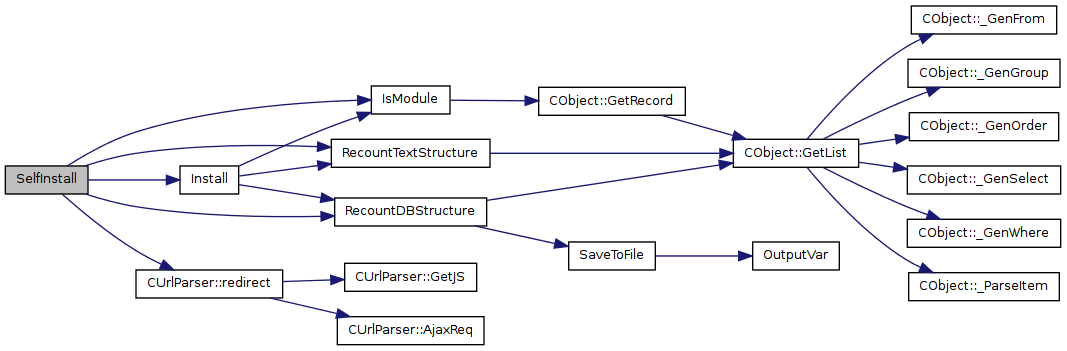 SelfInstall
Install
IsModule
RecountTextStructure
RecountDBStructure
CUrlParser::redirect
CUrlParser::GetJS
CUrlParser::AjaxReq
CObject::GetRecord
SaveToFile
OutputVar
CObject::GetList
CObject::_GenFrom
CObject::_GenGroup
CObject::_GenOrder
CObject::_GenSelect
CObject::_GenWhere
CObject::_ParseItem